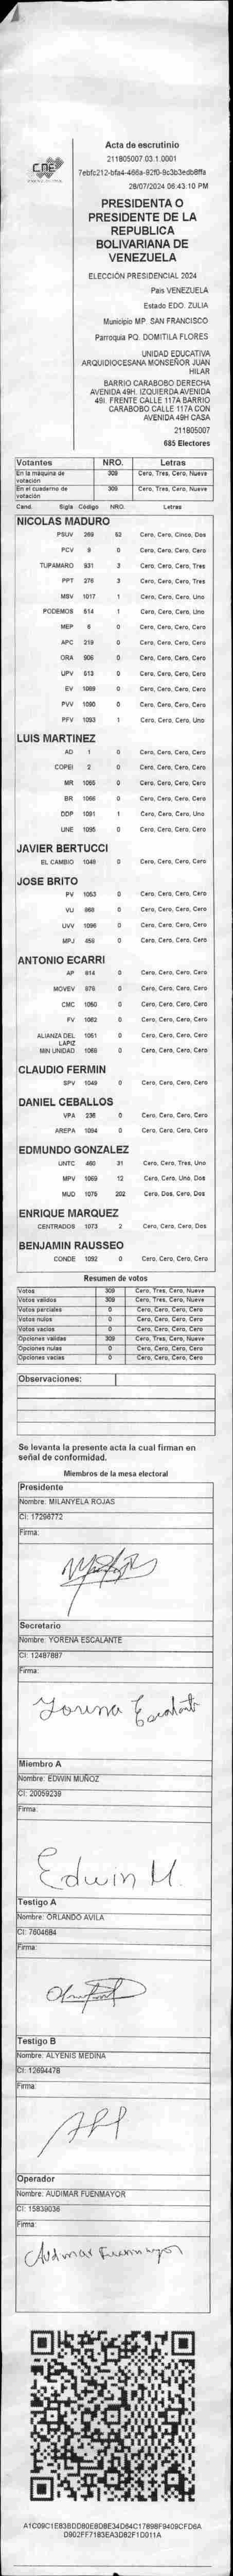 CNE
Acta de escrutinio
211805007.03.1.0001
7ebfc212-bfa4-466a-92f0-9c3b3edb8ffa
28/07/2024 06:43:10 PM
PRESIDENTA O
PRESIDENTE DE LA
REPUBLICA
BOLIVARIANA DE
VENEZUELA
ELECCIÓN PRESIDENCIAL 2024
País VENEZUELA
Estado EDO. ZULIA
Municipio MP. SAN FRANCISCO
Parroquia PQ. DOMITILA FLORES
UNIDAD EDUCATIVA
ARQUIDIOCESANA MONSEÑOR JUAN
HILAR
BARRIO CARABOBO DERECHA
AVENIDA 49H. IZQUIERDA AVENIDA
49I. FRENTE CALLE 117A BARRIO
CARABOBO CALLE 117A CON
AVENIDA 49H CASA
211805007
685 Electores
Votantes NRO. Letras
En la máquina de votación 309 Cero, Tres, Cero, Nueve
En el cuaderno de votación 309 Cero, Tres, Cero, Nueve
Cand. Sigla Código NRO. Letras
NICOLAS MADURO
PSUV 269 52 Cero, Cero, Cinco, Dos
PCV 9 0 Cero, Cero, Cero, Cero
TUPAMARO 931 3 Cero, Cero, Cero, Tres
PPT 276 3 Cero, Cero, Cero, Tres
MSV 1017 1 Cero, Cero, Cero, Uno
PODEMOS 514 1 Cero, Cero, Cero, Uno
MEP 6 0 Cero, Cero, Cero, Cero
APC 219 0 Cero, Cero, Cero, Cero
ORA 906 0 Cero, Cero, Cero, Cero
UPV 613 0 Cero, Cero, Cero, Cero
EV 1089 0 Cero, Cero, Cero, Cero
PVV 1090 0 Cero, Cero, Cero, Cero
PFV 1093 1 Cero, Cero, Cero, Uno
LUIS MARTINEZ
AD 1 0 Cero, Cero, Cero, Cero
COPEI 2 0 Cero, Cero, Cero, Cero
MR 1065 0 Cero, Cero, Cero, Cero
BR 1066 0 Cero, Cero, Cero, Cero
DDP 1091 1 Cero, Cero, Cero, Uno
UNE 1095 0 Cero, Cero, Cero, Cero
JAVIER BERTUCCI
EL CAMBIO 1049 0 Cero, Cero, Cero, Cero
JOSE BRITO
PV 1053 0 Cero, Cero, Cero, Cero
VU 868 0 Cero, Cero, Cero, Cero
UVV 1096 0 Cero, Cero, Cero, Cero
MPJ 459 0 Cero, Cero, Cero, Cero
ANTONIO ECARRI
AP 614 0 Cero, Cero, Cero, Cero
MOVEV 976 0 Cero, Cero, Cero, Cero
CMC 1050 0 Cero, Cero, Cero, Cero
FV 1062 0 Cero, Cero, Cero, Cero
ALIANZA DEL LAPIZ 1051 0 Cero, Cero, Cero, Cero
MIN UNIDAD 1088 0 Cero, Cero, Cero, Cero
CLAUDIO FERMIN
SPV 1048 0 Cero, Cero, Cero, Cero
DANIEL CEBALLOS
VPA 236 0 Cero, Cero, Cero, Cero
AREPA 1094 0 Cero, Cero, Cero, Cero
EDMUNDO GONZALEZ
UNTC 460 31 Cero, Cero, Tres, Uno
MPV 1069 12 Cero, Cero, Uno, Dos
MUD 1075 202 Cero, Dos, Cero, Dos
ENRIQUE MARQUEZ
CENTRADOS 1073 2 Cero, Cero, Cero, Dos
BENJAMIN RAUSSEO
CONDE 1092 0 Cero, Cero, Cero, Cero
Resumen de votos
Votos 309 Cero, Tres, Cero, Nueve
Votos validos 309 Cero, Tres, Cero, Nueve
Votos parciales 0 Cero, Cero, Cero, Cero
Votos nulos 0 Cero, Cero, Cero, Cero
Votos vacios 0 Cero, Cero, Cero, Cero
Opciones validas 309 Cero, Tres, Cero, Nueve
Opciones nulas 0 Cero, Cero, Cero, Cero
Opciones vacias 0 Cero, Cero, Cero, Cero
Observaciones:
Se levanta la presente acta la cual firman en
señal de conformidad.
Miembros de la mesa electoral
Presidente
Nombre: MILANYELA ROJAS
CI: 17296772
Firma:
Secretario
Nombre: YORENA ESCALANTE
CI: 12487887
Firma:
Yorena Escalante
Miembro A
Nombre: EDWIN MUÑOZ
CI: 20059239
Firma:
Edwin M.
Testigo A
Nombre: ORLANDO AVILA
CI: 7604684
Firma:
Testigo B
Nombre: ALYENIS MEDINA
CI: 12694478
Firma:
Operador
Nombre: AUDIMAR FUENMAYOR
CI: 15839036
Firma:
Audimar Fuenmayor
A1C09C1E83BDD80E8D8E34D64C17898F9409CFD6A
D902FF7183EA3D82F1D011A